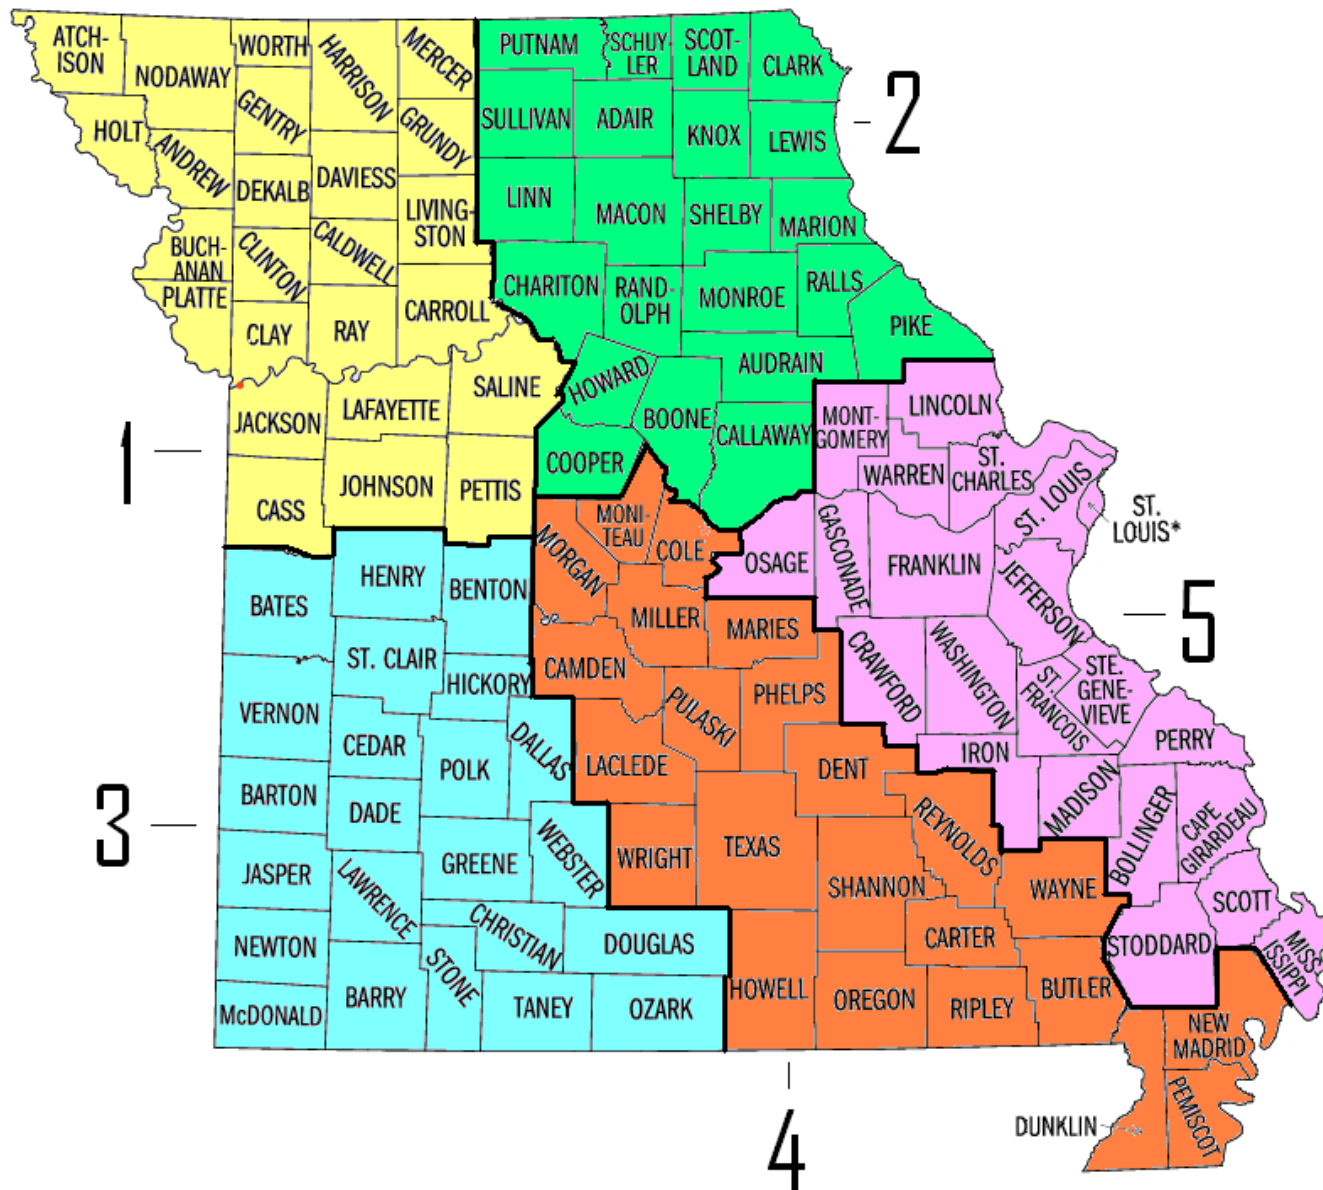 ATCH-
ISON
NODAWAY
WORTH
HARRISON
MERCER
PUTNAM
SCHUY-
LER
SCOT-
LAND
CLARK
2
HOLT
ANDREW
GENTRY
GRUNDY
SULLIVAN
ADAIR
KNOX
LEWIS
DEKALB
DAVIESS
LIVING-
STON
LINN
MACON
SHELBY
MARION
BUCH-
ANAN
CLINTON
CALDWELL
CHARITON
RAND-
OLPH
MONROE
RALLS
PLATTE
CLAY
RAY
CARROLL
PIKE
HOWARD
AUDRAIN
JACKSON
LAFAYETTE
SALINE
BOONE
CALLAWAY
MONT-
GOMERY
LINCOLN
1
CASS
JOHNSON
PETTIS
COOPER
WARREN
ST.
CHARLES
ST. LOUIS
ST.
LOUIS*
MONI-
TEAU
COLE
OSAGE
GASCONADE
FRANKLIN
JEFFERSON
5
BATES
HENRY
BENTON
MORGAN
MILLER
MARIES
CRAWFORD
WASHINGTON
ST.
FRANCOIS
STE.
GENE-
VIEVE
ST. CLAIR
HICKORY
CAMDEN
PULASKI
PHELPS
VERNON
CEDAR
POLK
DALLAS
LACLEDE
DENT
IRON
PERRY
3
BARTON
DADE
WEBSTER
WRIGHT
TEXAS
REYNOLDS
MADISON
BOLLINGER
CAPE
GIRARDEAU
JASPER
LAWRENCE
GREENE
SHANNON
WAYNE
SCOTT
NEWTON
CHRISTIAN
DOUGLAS
CARTER
STODDARD
MISS-
ISSIPPI
McDONALD
BARRY
STONE
TANEY
OZARK
HOWELL
OREGON
RIPLEY
BUTLER
NEW
MADRID
DUNKLIN
PEMISCOT
4